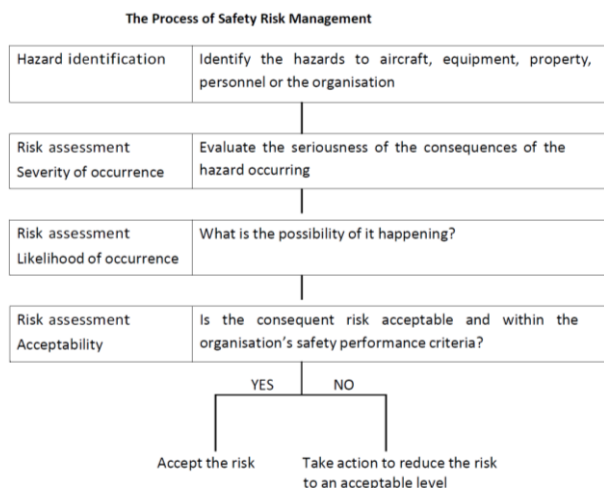 The Process of Safety Risk Management
Hazard identification
Identify the hazards to aircraft, equipment, property,
personnel or the organisation
Risk assessment
Severity of occurrence
Evaluate the seriousness of the consequences of the
hazard occurring
Risk assessment
Likelihood of occurrence
What is the possibility of it happening?
Risk assessment
Acceptability
Is the consequent risk acceptable and within the
organisation's safety performance criteria?
YES
NO
Accept the risk
Take action to reduce the risk
to an acceptable level